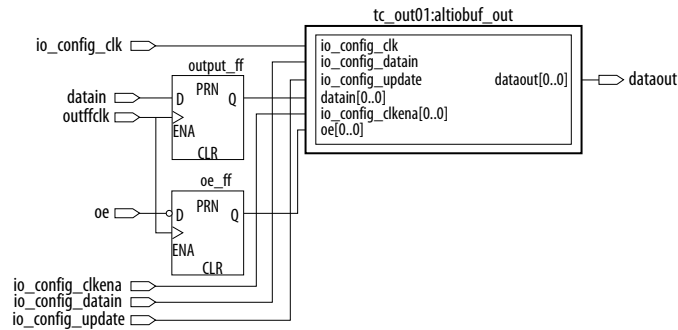 tc_out01:altiobuf_out
io_config_clk
io_config_clk
io_config_datain
output_ff
io_config_update
dataout[0..0]
dataout
PRN
datain
D
Q
datain[0..0]
outffclk
io_config_clkena[0..0]
ENA
oe[0..0]
CLR
oe_ff
PRN
oe
D
Q
ENA
CLR
io_config_clkena
io_config_datain
io_config_update